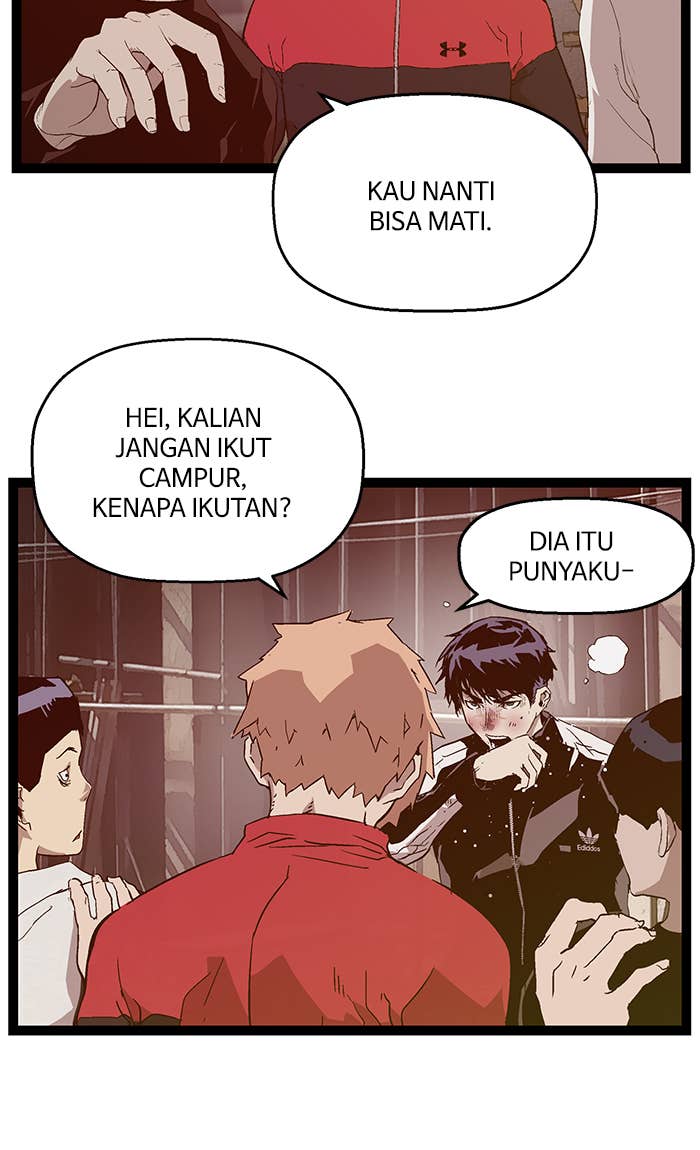 KAU NANTI
BISA MATI.
HEI, KALIAN
JANGAN IKUT
CAMPUR,
KENAPA IKUTAN?
DIA ITU
PUNYAKU-
Ediddos